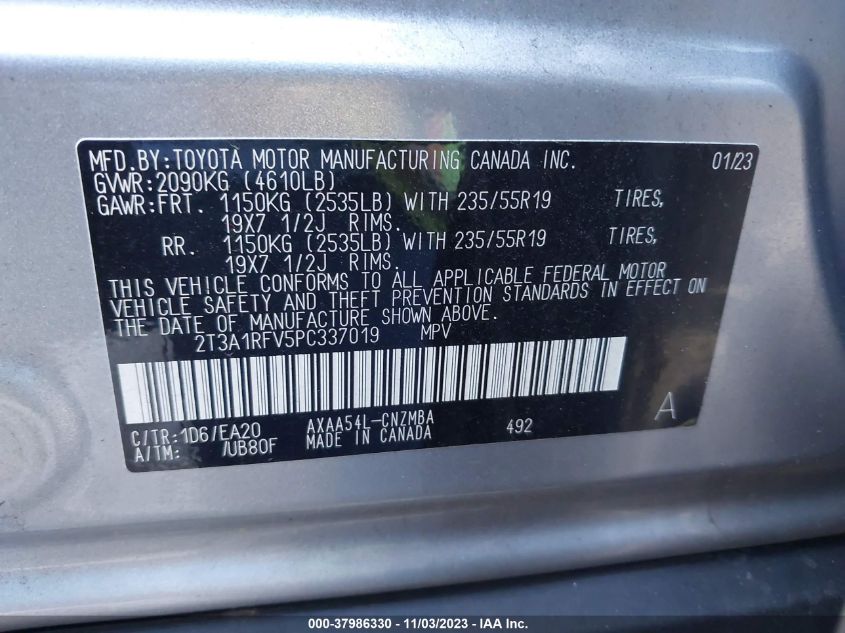 MFD.BY:TOYOTA MOTOR MANUFACTURING CANADA INC. 01/23
GVWR:2090KG (4610LB)
GAWR:FRT. 1150KG (2535LB) WITH 235/55R19 TIRES,
19X7 1/2J RIMS.
RR. 1150KG (2535LB) WITH 235/55R19 TIRES,
19X7 1/2J RIMS.
THIS VEHICLE CONFORMS TO ALL APPLICABLE FEDERAL MOTOR
VEHICLE SAFETY AND THEFT PREVENTION STANDARDS IN EFFECT ON
THE DATE OF MANUFACTURE SHOWN ABOVE.
2T3A1RFV5PC337019 MPV
C/TR:1D6/EA20 AXAA54L-CNZMBA 492 A
A/TM: /UB80F MADE IN CANADA
000-37986330 - 11/03/2023 - IAA Inc.